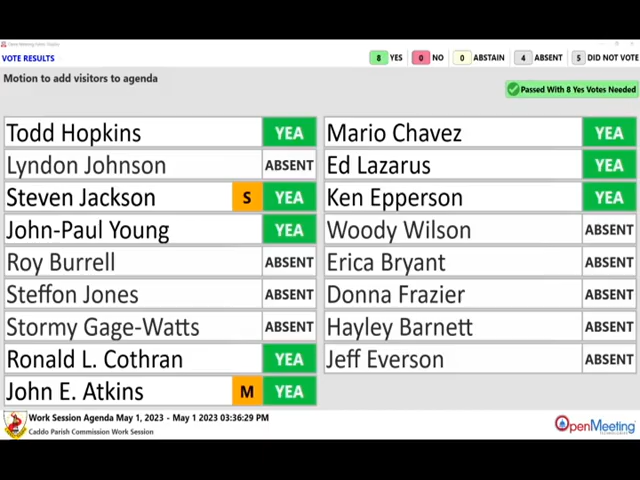 VOTE RESULTS
8 YES 0 NO 0 ABSTAIN 4 ABSENT 5 DID NOT VOTE
Motion to add visitors to agenda
Passed With 8 Yes Votes Needed
Todd Hopkins YEA
Lyndon Johnson ABSENT
Steven Jackson S YEA
John-Paul Young YEA
Roy Burrell ABSENT
Steffon Jones ABSENT
Stormy Gage-Watts ABSENT
Ronald L. Cothran YEA
John E. Atkins M YEA
Mario Chavez YEA
Ed Lazarus YEA
Ken Epperson YEA
Woody Wilson ABSENT
Erica Bryant ABSENT
Donna Frazier ABSENT
Hayley Barnett ABSENT
Jeff Everson ABSENT
Work Session Agenda May 1, 2023 - May 1 2023 03:36:29 PM
Caddo Parish Commission Work Session
OpenMeeting